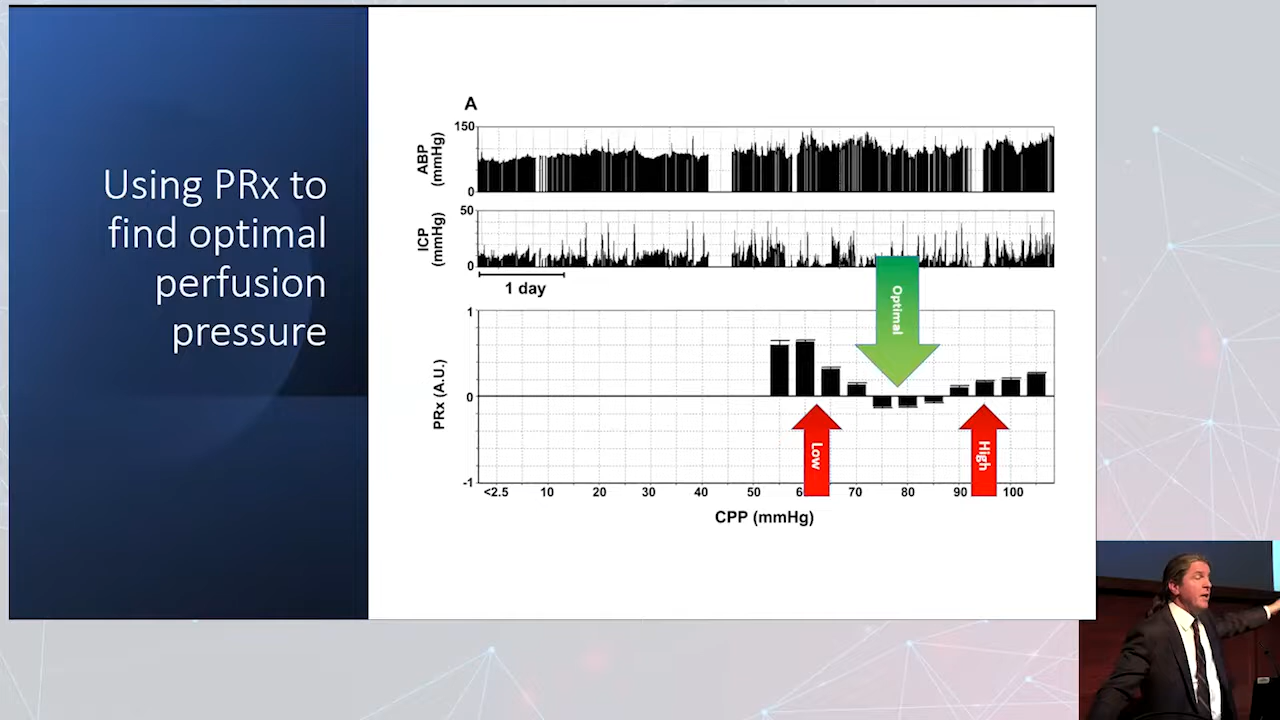 Using PRx to
find optimal
perfusion
pressure
A
150
ABP
(mmHg)
0
50
ICP
(mmHg)
0
1 day
Optimal
1
PRx (A.U.)
0
-1
Low
High
<2.5 10 20 30 40 50 70 80 90 100
CPP (mmHg)